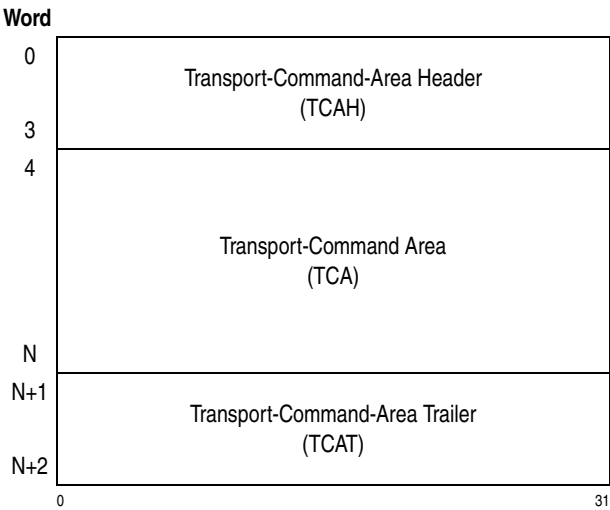 Word
0
Transport-Command-Area Header
(TCAH)
3
4
Transport-Command Area
(TCA)
N
N+1
Transport-Command-Area Trailer
(TCAT)
N+2
0 31